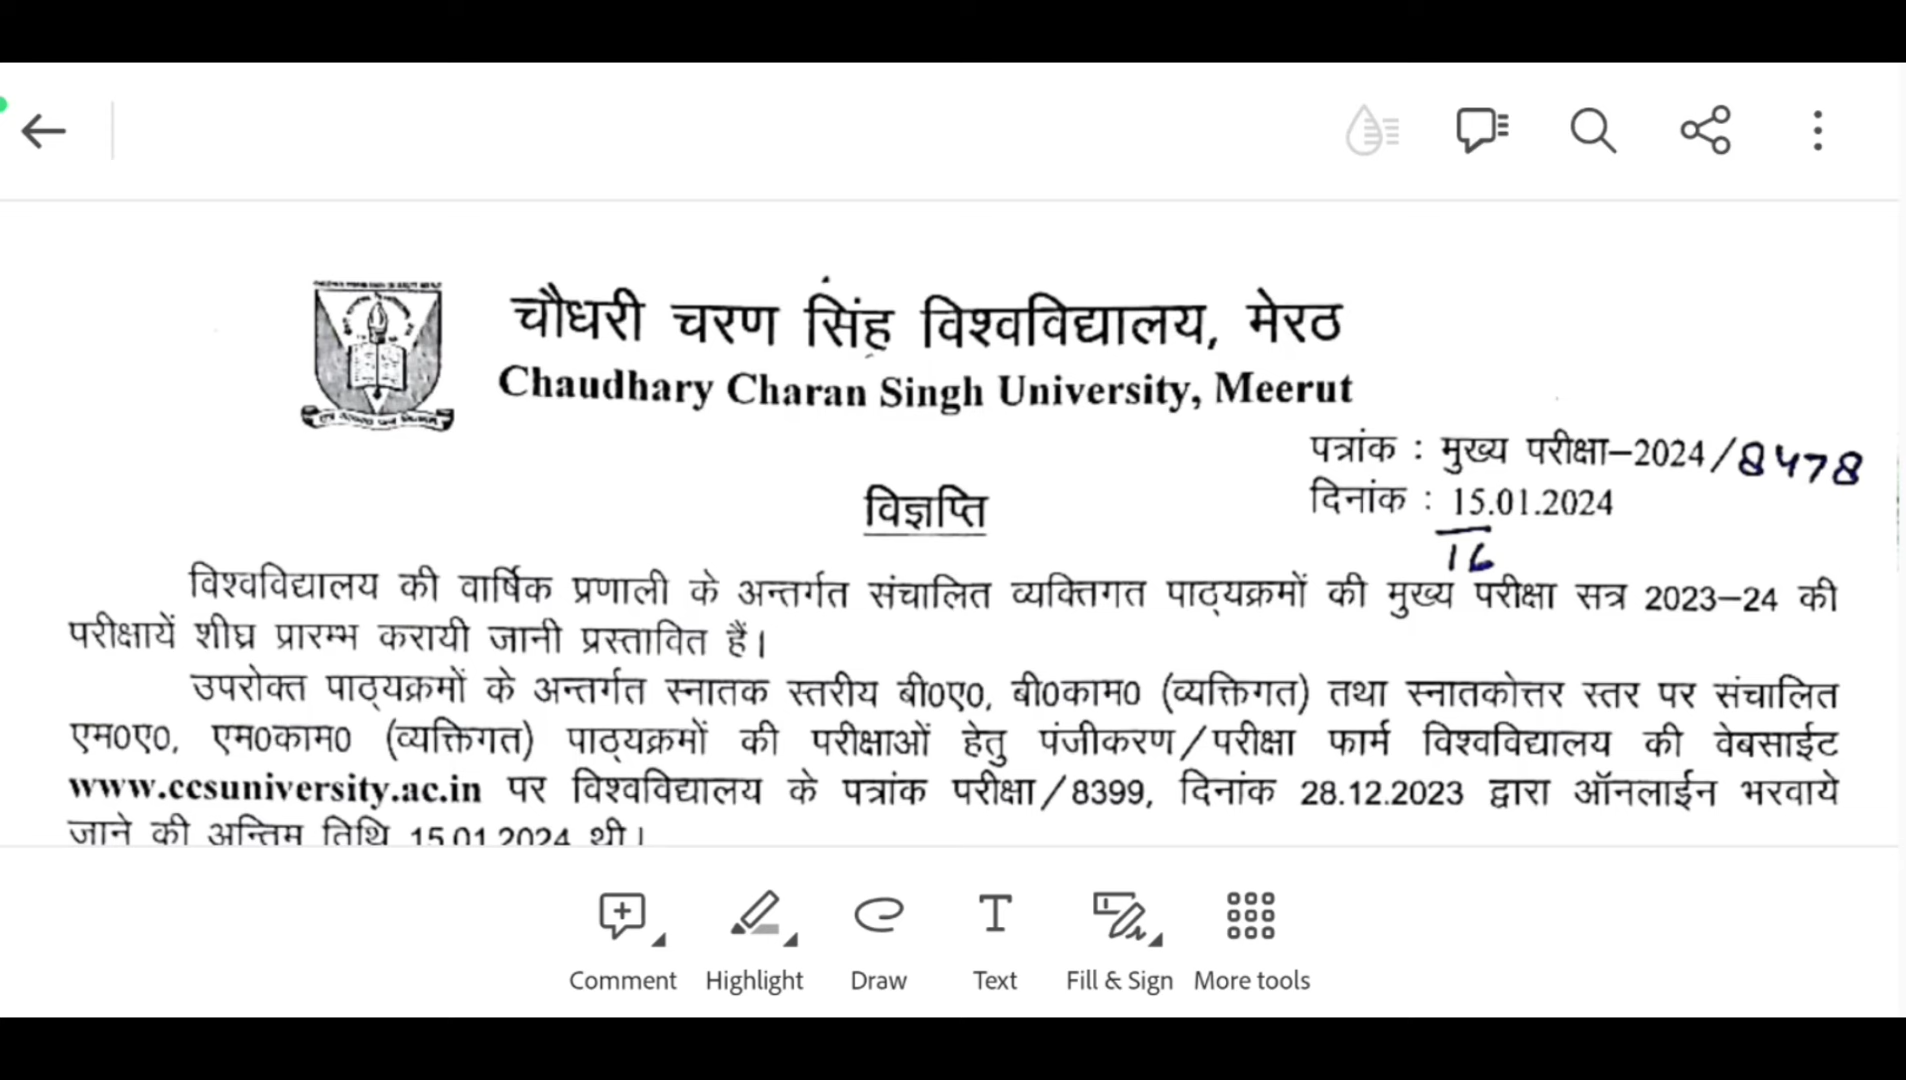 चौधरी चरण सिंह विश्वविद्यालय, मेरठ
Chaudhary Charan Singh University, Meerut
पत्रांक : मुख्य परीक्षा–2024/8478
दिनांक : 15.01.2024
16
विज्ञप्ति
विश्वविद्यालय की वार्षिक प्रणाली के अन्तर्गत संचालित व्यक्तिगत पाठ्यक्रमों की मुख्य परीक्षा सत्र 2023–24 की
परीक्षायें शीघ्र प्रारम्भ करायी जानी प्रस्तावित हैं।
उपरोक्त पाठ्यक्रमों के अन्तर्गत स्नातक स्तरीय बी0ए0, बी0काम0 (व्यक्तिगत) तथा स्नातकोत्तर स्तर पर संचालित
एम0ए0, एम0काम0 (व्यक्तिगत) पाठ्यक्रमों की परीक्षाओं हेतु पंजीकरण/परीक्षा फार्म विश्वविद्यालय की वेबसाईट
www.ccsuniversity.ac.in पर विश्वविद्यालय के पत्रांक परीक्षा/8399, दिनांक 28.12.2023 द्वारा ऑनलाईन भरवाये
जाने की अन्तिम तिथि 15.01.2024 थी।
Comment Highlight Draw Text Fill & Sign More tools